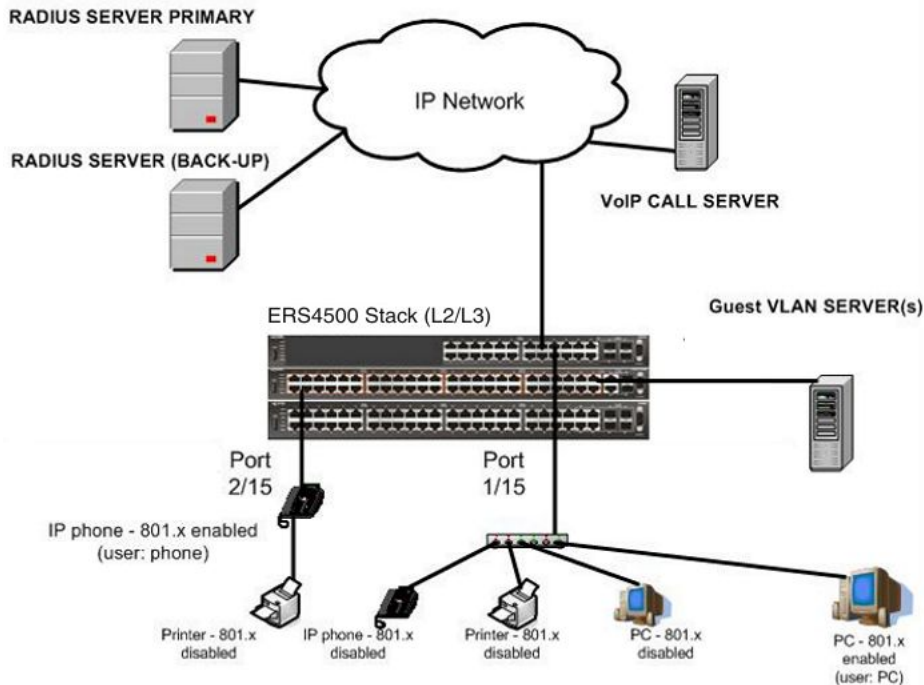 RADIUS SERVER PRIMARY
IP Network
RADIUS SERVER (BACK-UP)
VoIP CALL SERVER
ERS4500 Stack (L2/L3)
Guest VLAN SERVER(s)
Port
2/15
Port
1/15
IP phone - 801.x enabled
(user: phone)
Printer - 801.x
disabled
IP phone - 801.x
disabled
Printer - 801.x
disabled
PC - 801.x
disabled
PC - 801.x
enabled
(user: PC)